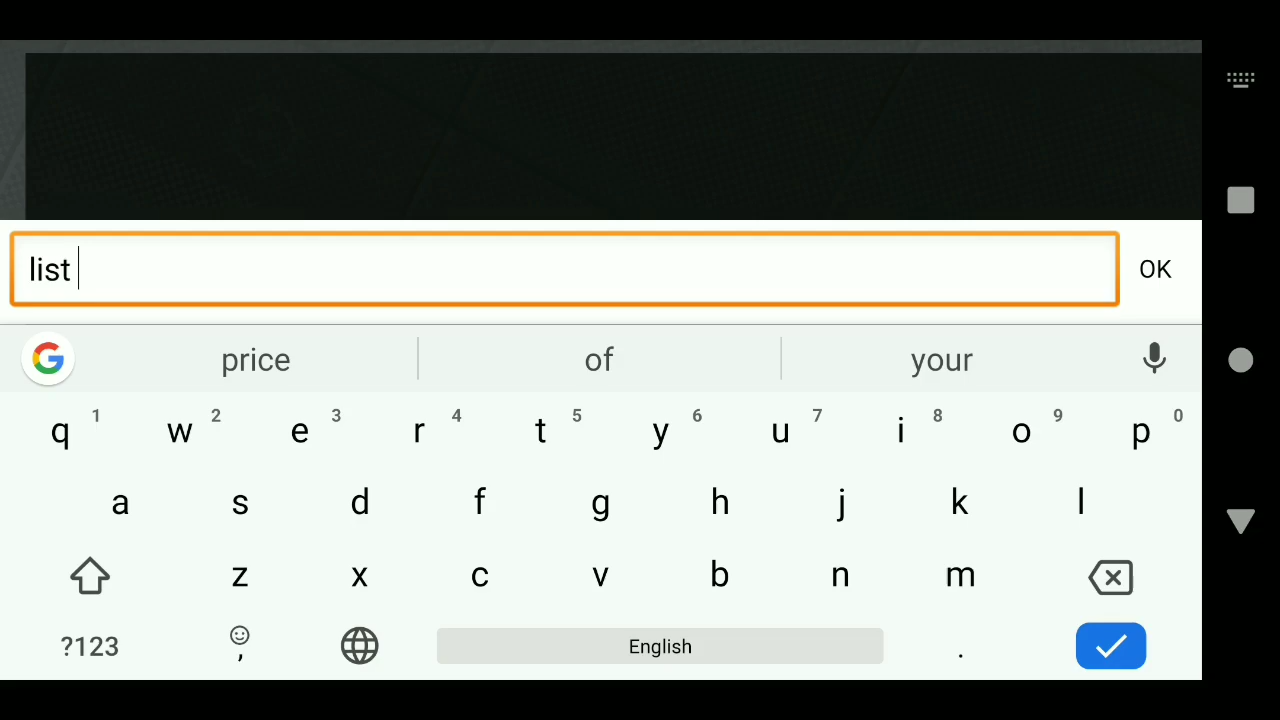 list
OK
price of your
q 1 w 2 e 3 r 4 t 5 y 6 u 7 i 8 o 9 p 0
a s d f g h j k l
z x c v b n m
?123 , English .